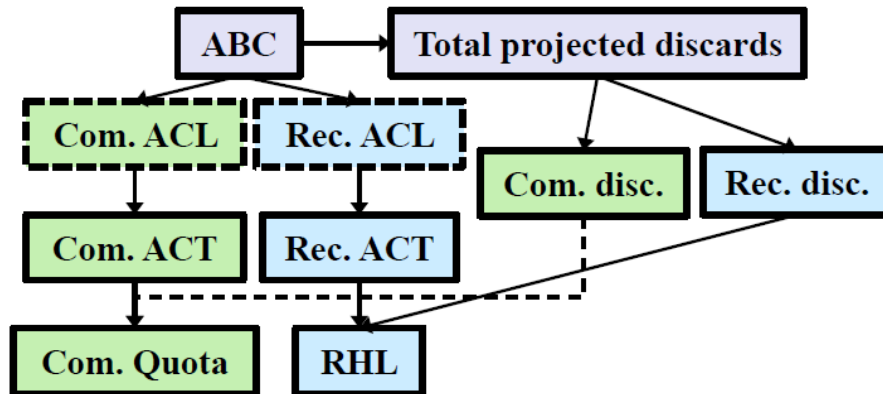 ABC
Total projected discards
Com. ACL
Rec. ACL
Com. disc.
Rec. disc.
Com. ACT
Rec. ACT
Com. Quota
RHL